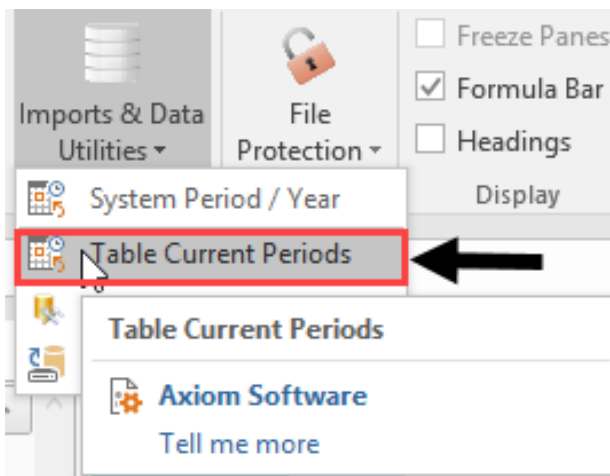 Imports & Data
Utilities
File
Protection
Freeze Panes
Formula Bar
Headings
Display
System Period / Year
Table Current Periods
Table Current Periods
Axiom Software
Tell me more